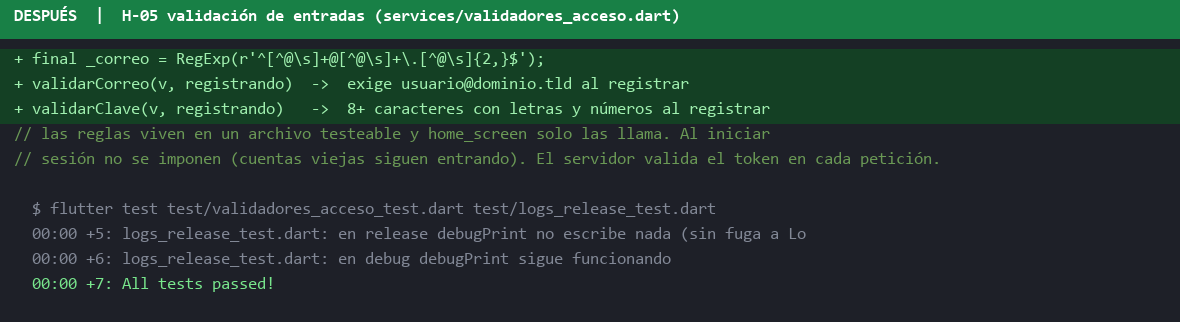 DESPUÉS | H-05 validación de entradas (services/validadores_acceso.dart)
+ final _correo = RegExp(r'^[^@\s]+@[^@\s]+\.[^@\s]{2,}$');
+ validarCorreo(v, registrando) -> exige usuario@dominio.tld al registrar
+ validarClave(v, registrando) -> 8+ caracteres con letras y números al registrar
// las reglas viven en un archivo testeable y home_screen solo las llama. Al iniciar
// sesión no se imponen (cuentas viejas siguen entrando). El servidor valida el token en cada petición.
$ flutter test test/validadores_acceso_test.dart test/logs_release_test.dart
00:00 +5: logs_release_test.dart: en release debugPrint no escribe nada (sin fuga a Lo
00:00 +6: logs_release_test.dart: en debug debugPrint sigue funcionando
00:00 +7: All tests passed!